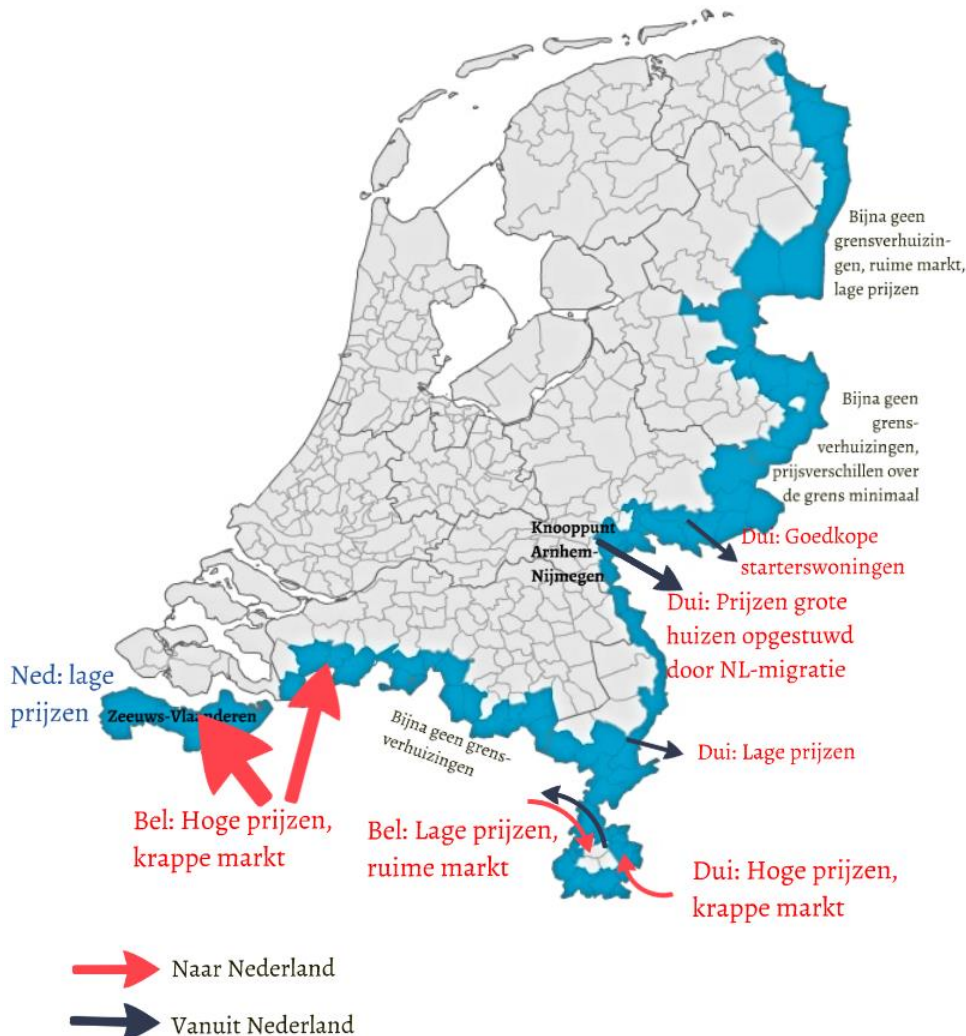 Bijna geen
grensverhuizin-
gen, ruime markt,
lage prijzen
Bijna geen
grens-
verhuizingen,
prijsverschillen over
de grens minimaal
Knooppunt
Arnhem-
Nijmegen
Dui: Goedkope
starterswoningen
Dui: Prijzen grote
huizen opgestuwd
door NL-migratie
Ned: lage
prijzen
Zeeuws-Vlaanderen
Bijna geen grens-
verhuizingen
Dui: Lage prijzen
Bel: Hoge prijzen,
krappe markt
Bel: Lage prijzen,
ruime markt
Dui: Hoge prijzen,
krappe markt
Naar Nederland
Vanuit Nederland